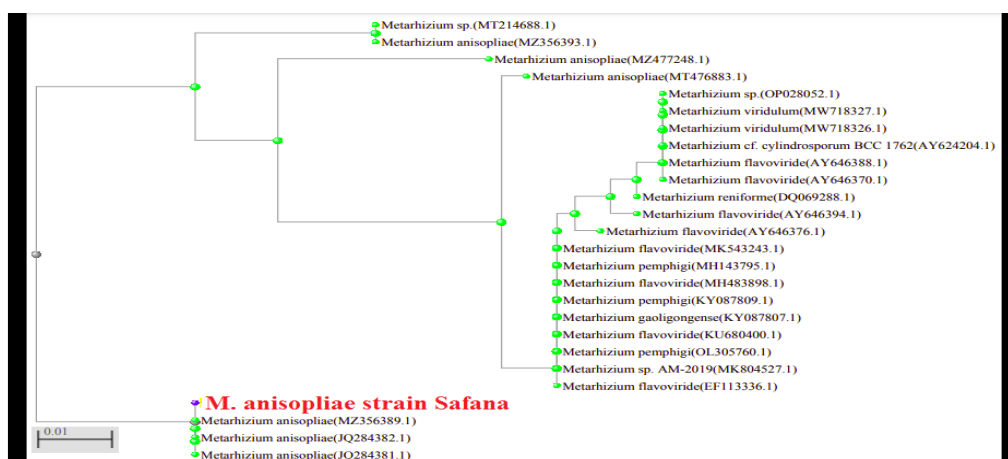 Metarhizium sp.(MT214688.1)
Metarhizium anisopliae(MZ356393.1)
Metarhizium anisopliae(MZ477248.1)
Metarhizium anisopliae(MT476883.1)
Metarhizium sp.(OP028052.1)
Metarhizium viridulum(MW718327.1)
Metarhizium viridulum(MW718326.1)
Metarhizium cf. cylindrosporum BCC 1762(AY624204.1)
Metarhizium flavoviride(AY646388.1)
Metarhizium flavoviride(AY646370.1)
Metarhizium reniforme(DQ069288.1)
Metarhizium flavoviride(AY646394.1)
Metarhizium flavoviride(AY646376.1)
Metarhizium flavoviride(MK543243.1)
Metarhizium pemphigi(MH143795.1)
Metarhizium flavoviride(MH483898.1)
Metarhizium pemphigi(KY087809.1)
Metarhizium gaoligongense(KY087807.1)
Metarhizium flavoviride(KU680400.1)
Metarhizium pemphigi(OL305760.1)
Metarhizium sp. AM-2019(MK804527.1)
Metarhizium flavoviride(EF113336.1)
M. anisopliae strain Safana
Metarhizium anisopliae(MZ356389.1)
Metarhizium anisopliae(JQ284382.1)
Metarhizium anisopliae(JQ284381.1)
0.01